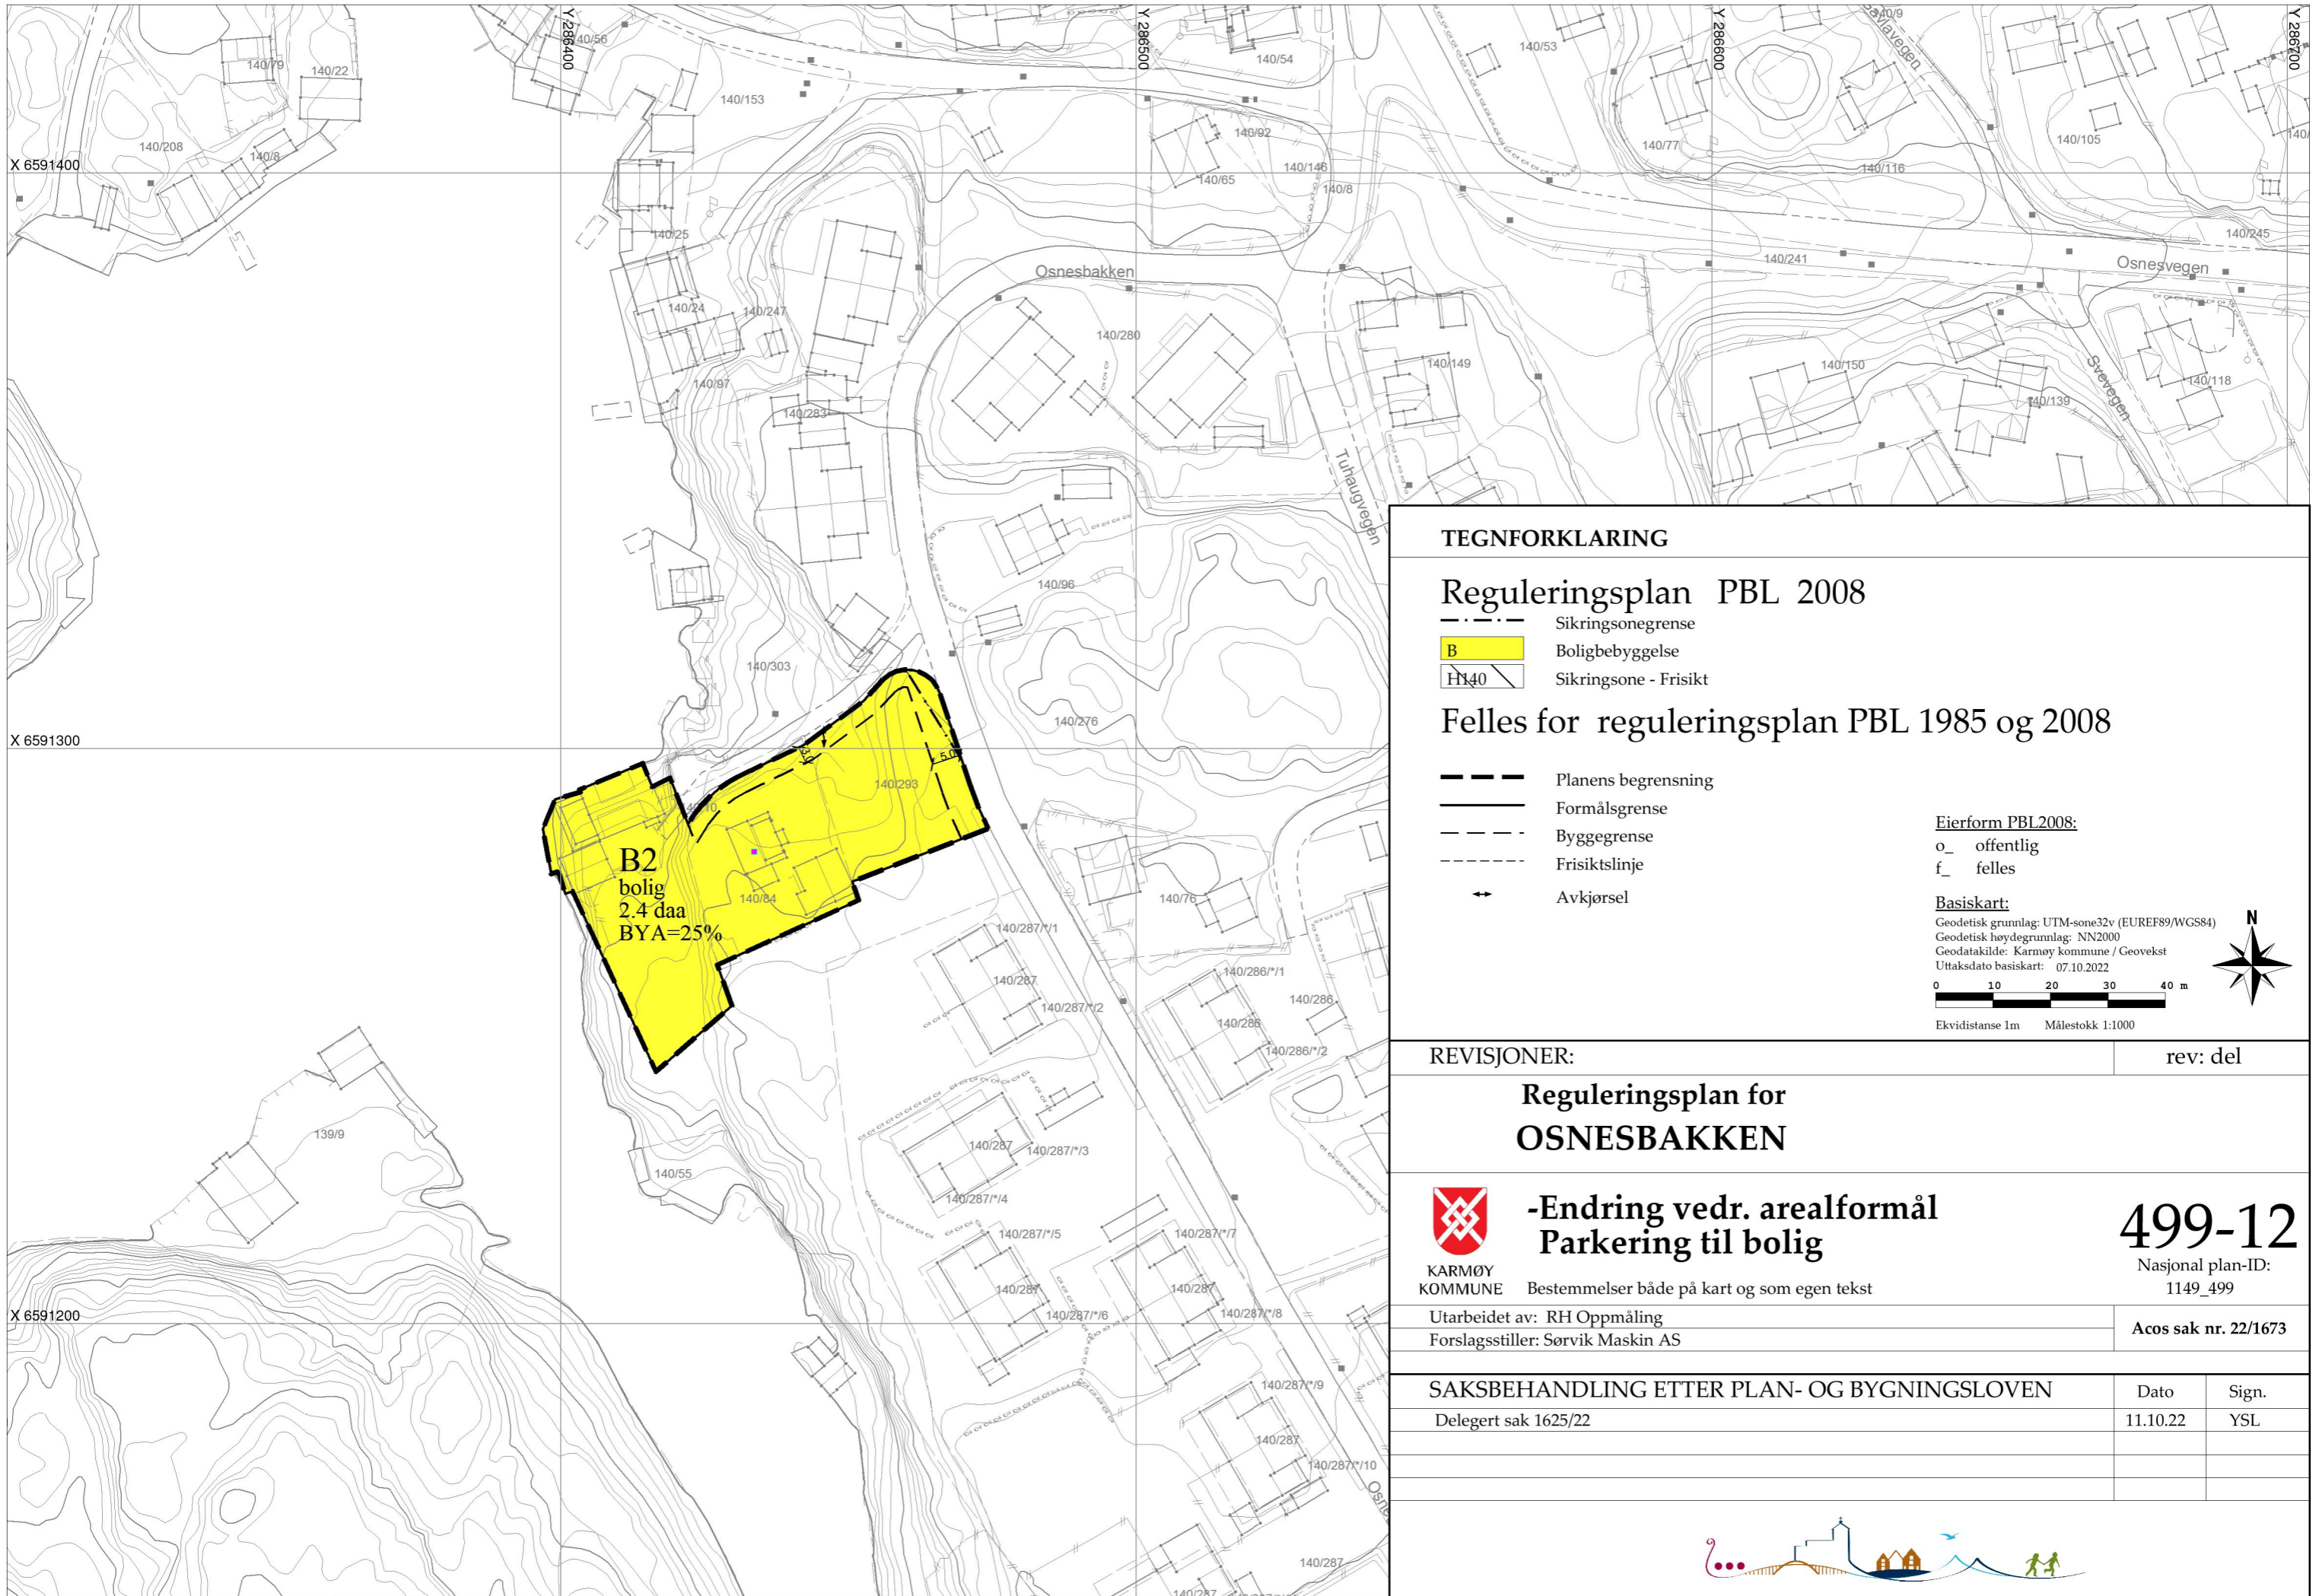 Y 286400
Y 286500
Y 286600
Y 286700
X 6591400
X 6591300
X 6591200
140/79
140/22
140/56
140/153
140/54
140/53
140/9
140/208
140/8
140/92
140/146
140/65
140/8
140/77
140/116
140/105
140/25
140/245
140/241
Osnesvegen
Osnesbakken
140/24
140/247
140/280
140/149
140/150
140/118
140/139
Svevegen
140/97
140/283
Tuhaugvegen
140/96
140/303
140/276
3.0
5.0
140/293
B2
bolig
2.4 daa
BYA=25%
140/84
140/76
140/287/*/1
140/287
140/287/*/2
140/286/*/1
140/286
140/286
140/286/*/2
139/9
140/55
140/287
140/287/*/3
140/287/*/4
140/287/*/5
140/287
140/287/*/6
140/287/*/7
140/287
140/287/*/8
140/287/*/9
140/287
140/287/*/10
140/287
140/287
TEGNFORKLARING
Reguleringsplan PBL 2008
Sikringsonegrense
B Boligbebyggelse
H140 Sikringsone - Frisikt
Felles for reguleringsplan PBL 1985 og 2008
Planens begrensning
Formålsgrense
Byggegrense
Frisiktslinje
Avkjørsel
Eierform PBL2008:
o_ offentlig
f_ felles
Basiskart:
Geodetisk grunnlag: UTM-sone32v (EUREF89/WGS84)
Geodetisk høydegrunnlag: NN2000
Geodatakilde: Karmøy kommune / Geovekst
Uttaksdato basiskart: 07.10.2022
N
0 10 20 30 40 m
Ekvidistanse 1m Målestokk 1:1000
REVISJONER: rev: del
Reguleringsplan for
OSNESBAKKEN
-Endring vedr. arealformål
Parkering til bolig
KARMØY
KOMMUNE
Bestemmelser både på kart og som egen tekst
499-12
Nasjonal plan-ID:
1149_499
Utarbeidet av: RH Oppmåling
Forslagsstiller: Sørvik Maskin AS
Acos sak nr. 22/1673
SAKSBEHANDLING ETTER PLAN- OG BYGNINGSLOVEN Dato Sign.
Delegert sak 1625/22 11.10.22 YSL